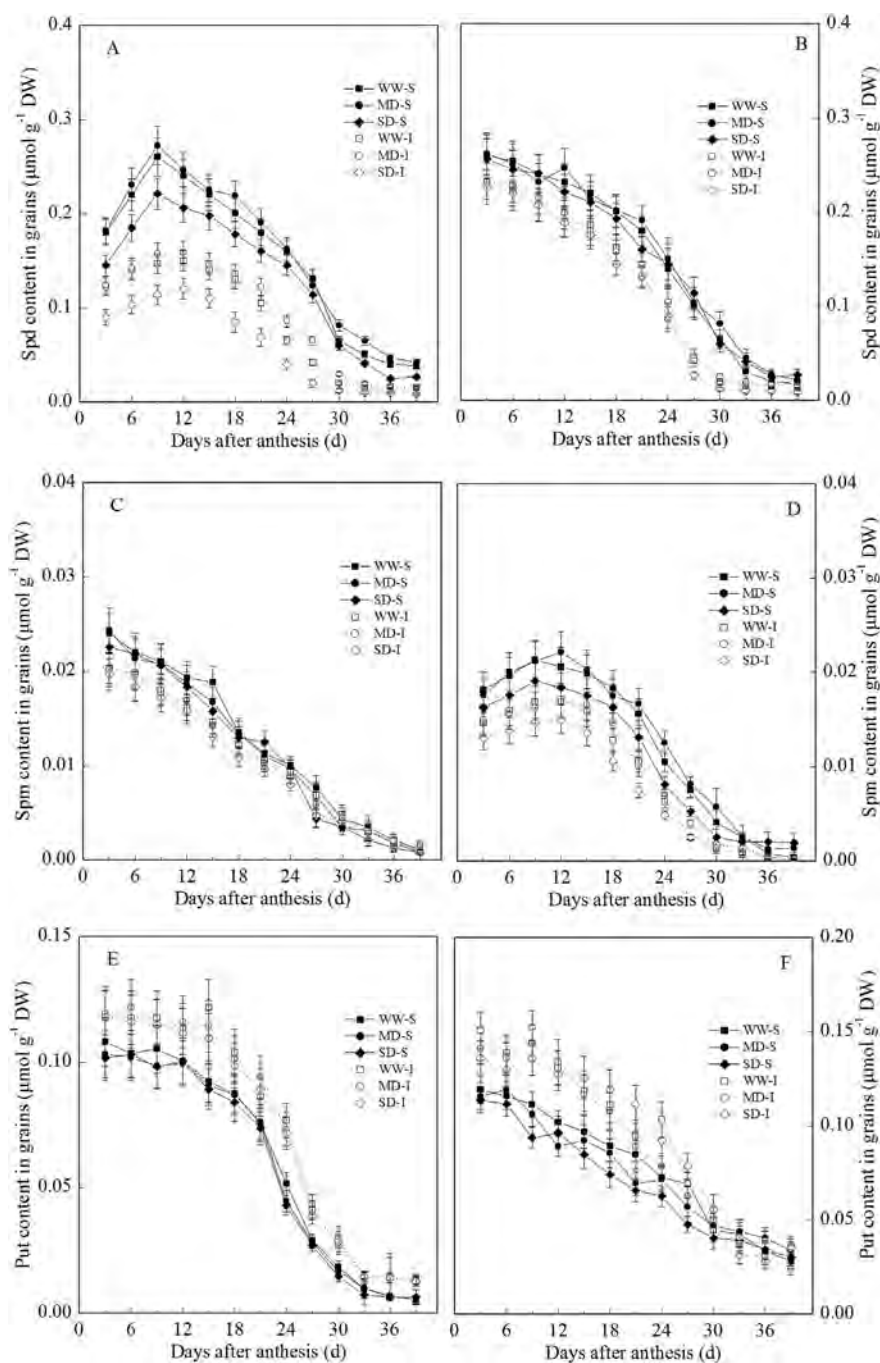 A
0.4
0.3
0.2
0.1
0.0
Spd content in grains (μmol g⁻¹ DW)
WW-S
MD-S
SD-S
WW-I
MD-I
SD-I
0 6 12 18 24 30 36
Days after anthesis (d)
B
WW-S
MD-S
SD-S
WW-I
MD-I
SD-I
0.4
0.3
0.2
0.1
0.0
Spd content in grains (μmol g⁻¹ DW)
0 6 12 18 24 30 36
Days after anthesis (d)
C
0.04
0.03
0.02
0.01
0.00
Spm content in grains (μmol g⁻¹ DW)
WW-S
MD-S
SD-S
WW-I
MD-I
SD-I
0 6 12 18 24 30 36
Days after anthesis (d)
D
WW-S
MD-S
SD-S
WW-I
MD-I
SD-I
0.04
0.03
0.02
0.01
0.00
Spm content in grains (μmol g⁻¹ DW)
0 6 12 18 24 30 36
Days after anthesis (d)
E
0.15
0.10
0.05
0.00
Put content in grains (μmol g⁻¹ DW)
WW-S
MD-S
SD-S
WW-I
MD-I
SD-I
0 6 12 18 24 30 36
Days after anthesis (d)
F
WW-S
MD-S
SD-S
WW-I
MD-I
SD-I
0.20
0.15
0.10
0.05
0.00
Put content in grains (μmol g⁻¹ DW)
0 6 12 18 24 30 36
Days after anthesis (d)